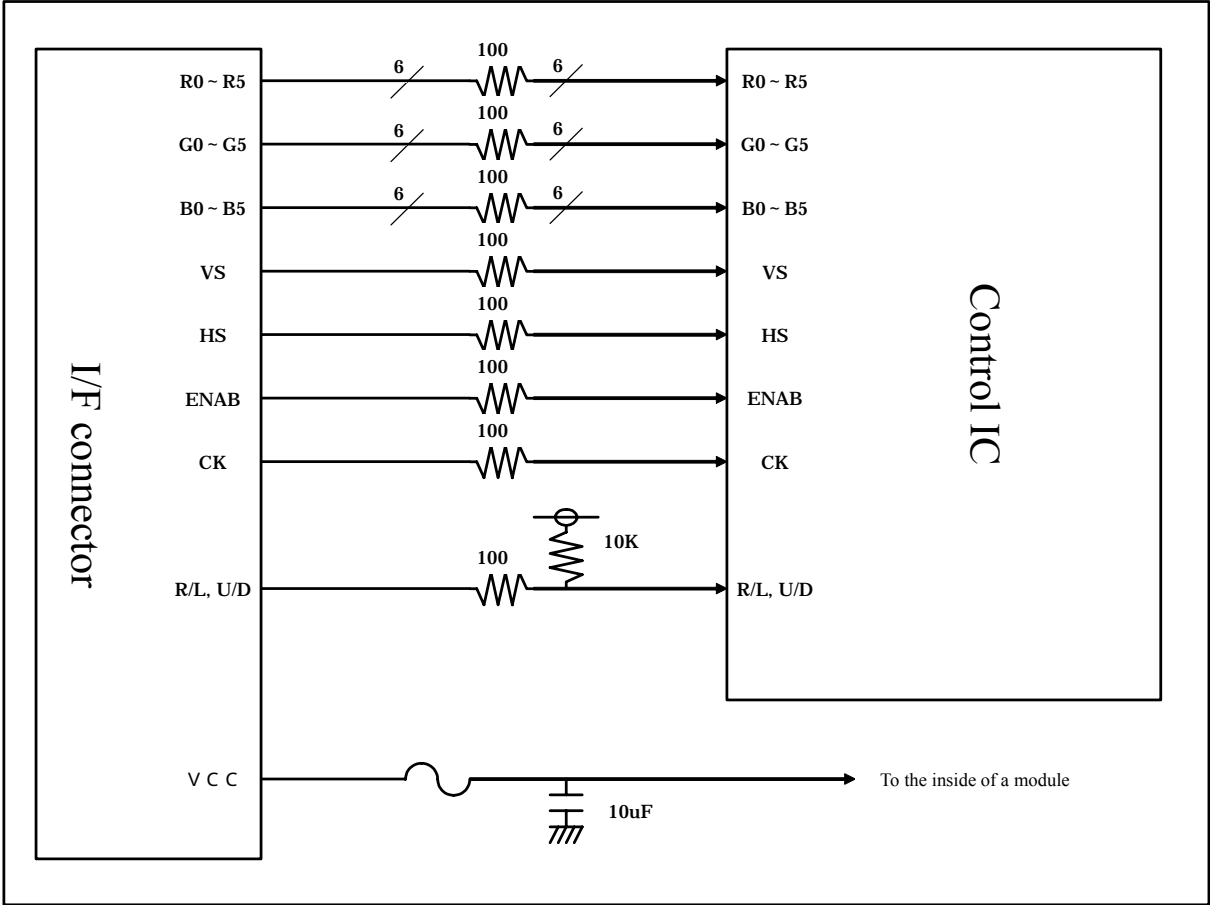 100
R0 ~ R5 6 6 R0 ~ R5
100
G0 ~ G5 6 6 G0 ~ G5
100
B0 ~ B5 6 6 B0 ~ B5
100
VS VS
100
HS HS
100
ENAB ENAB
100
CK CK
I/F connector
Control IC
10K
100
R/L, U/D R/L, U/D
VCC To the inside of a module
10uF